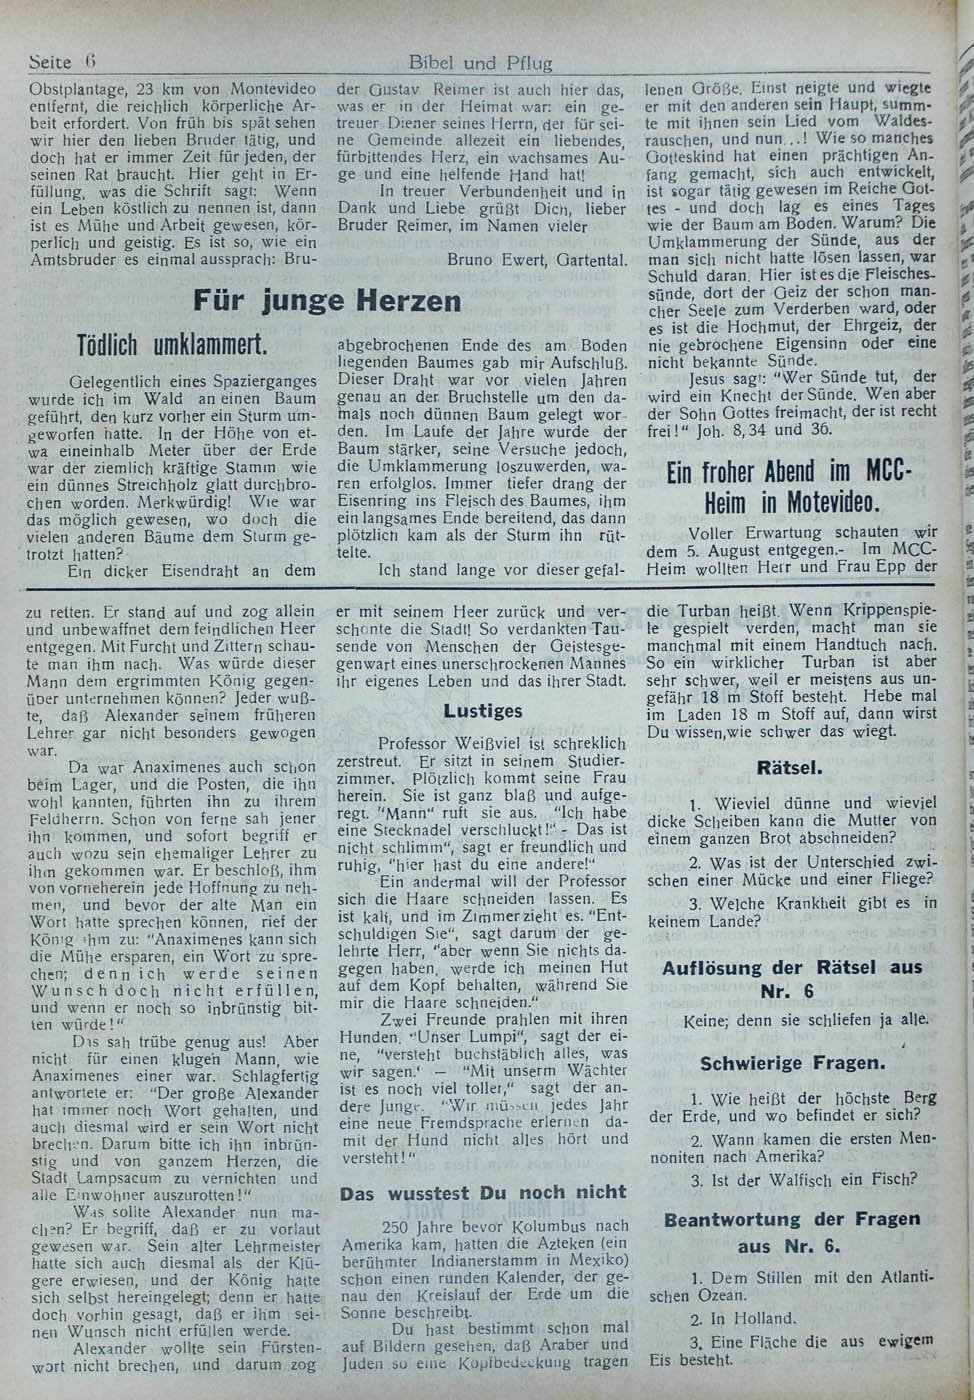 Seite 6
Bibel und Pflug
Obstplantage, 23 km von Montevideo
entfernt, die reichlich körperliche Ar-
beit erfordert. Von früh bis spät sehen
wir hier den lieben Bruder tätig, und
doch hat er immer Zeit für jeden, der
seinen Rat braucht. Hier geht in Er-
füllung, was die Schrift sagt: Wenn
ein Leben köstlich zu nennen ist, dann
ist es Mühe und Arbeit gewesen, kör-
perlich und geistig. Es ist so, wie ein
Amtsbruder es einmal aussprach: Bru-
der Gustav Reimer ist auch hier das,
was er in der Heimat war: ein ge-
treuer Diener seines Herrn, der für sei-
ne Gemeinde allezeit ein liebendes,
fürbittendes Herz, ein wachsames Au-
ge und eine helfende Hand hat!
In treuer Verbundenheit und in
Dank und Liebe grüßt Dich, lieber
Bruder Reimer, im Namen vieler
Bruno Ewert, Gartental.
Für junge Herzen
Tödlich umklammert.
Gelegentlich eines Spazierganges
wurde ich im Wald an einen Baum
geführt, den kurz vorher ein Sturm um-
geworfen hatte. In der Höhe von et-
wa eineinhalb Meter über der Erde
war der ziemlich kräftige Stamm wie
ein dünnes Streichholz glatt durchbro-
chen worden. Merkwürdig! Wie war
das möglich gewesen, wo doch die
vielen anderen Bäume dem Sturm ge-
trotzt hatten?
Ein dicker Eisendraht an dem
abgebrochenen Ende des am Boden
liegenden Baumes gab mir Aufschluß.
Dieser Draht war vor vielen Jahren
genau an der Bruchstelle um den da-
mals noch dünnen Baum gelegt wor-
den. Im Laufe der Jahre wurde der
Baum stärker, seine Versuche jedoch,
die Umklammerung loszuwerden, wa-
ren erfolglos. Immer tiefer drang der
Eisenring ins Fleisch des Baumes, ihm
ein langsames Ende bereitend, das dann
plötzlich kam als der Sturm ihn rüt-
telte.
Ich stand lange vor dieser gefal-
lenen Größe. Einst neigte und wiegte
er mit den anderen sein Haupt, summ-
te mit ihnen sein Lied vom Waldes-
rauschen, und nun...! Wie so manches
Gotteskind hat einen prächtigen An-
fang gemacht, sich auch entwickelt,
ist sogar tätig gewesen im Reiche Got-
tes - und doch lag es eines Tages
wie der Baum am Boden. Warum? Die
Umklammerung der Sünde, aus der
man sich nicht hatte lösen lassen, war
Schuld daran. Hier ist es die Fleisches-
sünde, dort der Geiz der schon man-
cher Seele zum Verderben ward, oder
es ist die Hochmut, der Ehrgeiz, der
nie gebrochene Eigensinn oder eine
nicht bekannte Sünde.
Jesus sagt: "Wer Sünde tut, der
wird ein Knecht der Sünde. Wen aber
der Sohn Gottes freimacht, der ist recht
frei!" Joh. 8,34 und 36.
Ein froher Abend im MCC-
Heim in Motevideo.
Voller Erwartung schauten wir
dem 5. August entgegen.- Im MCC-
Heim wollten Herr und Frau Epp der
zu retten. Er stand auf und zog allein
und unbewaffnet dem feindlichen Heer
entgegen. Mit Furcht und Zittern schau-
te man ihm nach. Was würde dieser
Mann dem ergrimmten König gegen-
über unternehmen können? Jeder wuß-
te, daß Alexander seinem früheren
Lehrer gar nicht besonders gewogen
war.
Da war Anaximenes auch schon
beim Lager, und die Posten, die ihn
wohl kannten, führten ihn zu ihrem
Feldherrn. Schon von ferne sah jener
ihn kommen, und sofort begriff er
auch wozu sein ehemaliger Lehrer zu
ihm gekommen war. Er beschloß, ihm
von vorneherein jede Hoffnung zu neh-
men, und bevor der alte Man ein
Wort hatte sprechen können, rief der
König ihm zu: "Anaximenes kann sich
die Mühe ersparen, ein Wort zu spre-
chen; denn ich werde seinen
Wunsch doch nicht erfüllen,
und wenn er noch so inbrünstig bit-
ten würde!"
Das sah trübe genug aus! Aber
nicht für einen klugen Mann, wie
Anaximenes einer war. Schlagfertig
antwortete er: "Der große Alexander
hat immer noch Wort gehalten, und
auch diesmal wird er sein Wort nicht
brechen. Darum bitte ich ihn inbrün-
stig und von ganzem Herzen, die
Stadt Lampsacum zu vernichten und
alle Einwohner auszurotten!"
Was sollte Alexander nun ma-
chen? Er begriff, daß er zu vorlaut
gewesen war. Sein alter Lehrmeister
hatte sich auch diesmal als der Klü-
gere erwiesen, und der König hatte
sich selbst hereingelegt; denn er hatte
doch vorhin gesagt, daß er ihm sei-
nen Wunsch nicht erfüllen werde.
Alexander wollte sein Fürsten-
wort nicht brechen, und darum zog
er mit seinem Heer zurück und ver-
schonte die Stadt! So verdankten Tau-
sende von Menschen der Geistesge-
genwart eines unerschrockenen Mannes
ihr eigenes Leben und das ihrer Stadt.
Lustiges
Professor Weißviel ist schreklich
zerstreut. Er sitzt in seinem Studier-
zimmer. Plötzlich kommt seine Frau
herein. Sie ist ganz blaß und aufge-
regt. "Mann" ruft sie aus. "Ich habe
eine Stecknadel verschluckt!" - Das ist
nicht schlimm", sagt er freundlich und
ruhig, "hier hast du eine andere!"
Ein andermal will der Professor
sich die Haare schneiden lassen. Es
ist kalt, und im Zimmer zieht es. "Ent-
schuldigen Sie", sagt darum der ge-
lehrte Herr, "aber wenn Sie nichts da-
gegen haben, werde ich meinen Hut
auf dem Kopf behalten, während Sie
mir die Haare schneiden."
Zwei Freunde prahlen mit ihren
Hunden. "Unser Lumpi", sagt der ei-
ne, "versteht buchstäblich alles, was
wir sagen.' — "Mit unserm Wächter
ist es noch viel toller," sagt der an-
dere Junge. "Wir müssen jedes Jahr
eine neue Fremdsprache erlernen da-
mit der Hund nicht alles hört und
versteht!"
Das wusstest Du noch nicht
250 Jahre bevor Kolumbus nach
Amerika kam, hatten die Azteken (ein
berühmter Indianerstamm in Mexiko)
schon einen runden Kalender, der ge-
nau den Kreislauf der Erde um die
Sonne beschreibt.
Du hast bestimmt schon mal
auf Bildern gesehen, daß Araber und
Juden so eine Kopfbedeckung tragen
die Turban heißt. Wenn Krippenspie-
le gespielt verden, macht man sie
manchmal mit einem Handtuch nach.
So ein wirklicher Turban ist aber
sehr schwer, weil er meistens aus un-
gefähr 18 m Stoff besteht. Hebe mal
im Laden 18 m Stoff auf, dann wirst
Du wissen,wie schwer das wiegt.
Rätsel.
1. Wieviel dünne und wieviel
dicke Scheiben kann die Mutter von
einem ganzen Brot abschneiden?
2. Was ist der Unterschied zwi-
schen einer Mücke und einer Fliege?
3. Welche Krankheit gibt es in
keinem Lande?
Auflösung der Rätsel aus
Nr. 6
Keine; denn sie schliefen ja alle.
Schwierige Fragen.
1. Wie heißt der höchste Berg
der Erde, und wo befindet er sich?
2. Wann kamen die ersten Men-
noniten nach Amerika?
3. Ist der Walfisch ein Fisch?
Beantwortung der Fragen
aus Nr. 6.
1. Dem Stillen mit den Atlanti-
schen Ozean.
2. In Holland.
3. Eine Fläche die aus ewigem
Eis besteht.